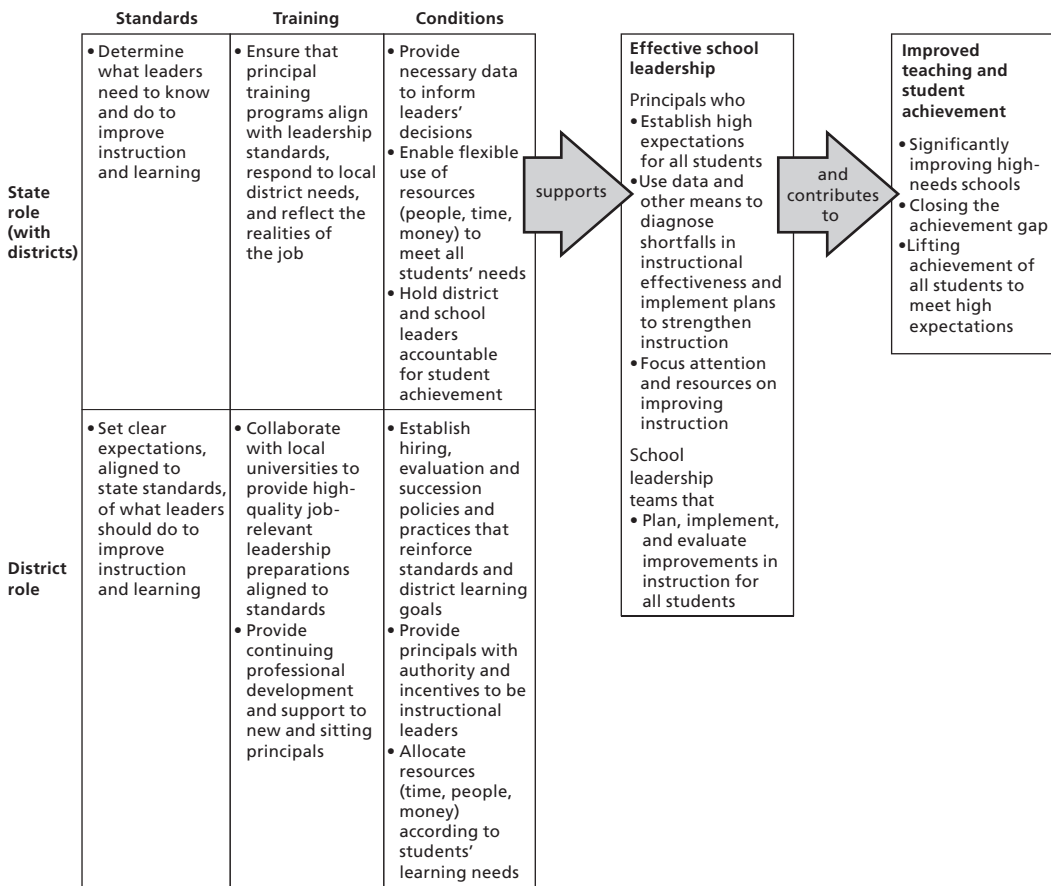 Standards
Training
Conditions
State
role
(with
districts)
• Determine
what leaders
need to know
and do to
improve
instruction
and learning
• Ensure that
principal
training
programs align
with leadership
standards,
respond to local
district needs,
and reflect the
realities of
the job
• Provide
necessary data
to inform
leaders’
decisions
• Enable flexible
use of
resources
(people, time,
money) to
meet all
students’ needs
• Hold district
and school
leaders
accountable
for student
achievement
District
role
• Set clear
expectations,
aligned to
state standards,
of what leaders
should do to
improve
instruction
and learning
• Collaborate
with local
universities to
provide high-
quality job-
relevant
leadership
preparations
aligned to
standards
• Provide
continuing
professional
development
and support to
new and sitting
principals
• Establish
hiring,
evaluation and
succession
policies and
practices that
reinforce
standards and
district learning
goals
• Provide
principals with
authority and
incentives to be
instructional
leaders
• Allocate
resources
(time, people,
money)
according to
students’
learning needs
supports
Effective school
leadership
Principals who
• Establish high
expectations
for all students
• Use data and
other means to
diagnose
shortfalls in
instructional
effectiveness and
implement plans
to strengthen
instruction
• Focus attention
and resources on
improving
instruction
School
leadership
teams that
• Plan, implement,
and evaluate
improvements in
instruction for
all students
and
contributes
to
Improved
teaching and
student
achievement
• Significantly
improving high-
needs schools
• Closing the
achievement gap
• Lifting
achievement of
all students to
meet high
expectations